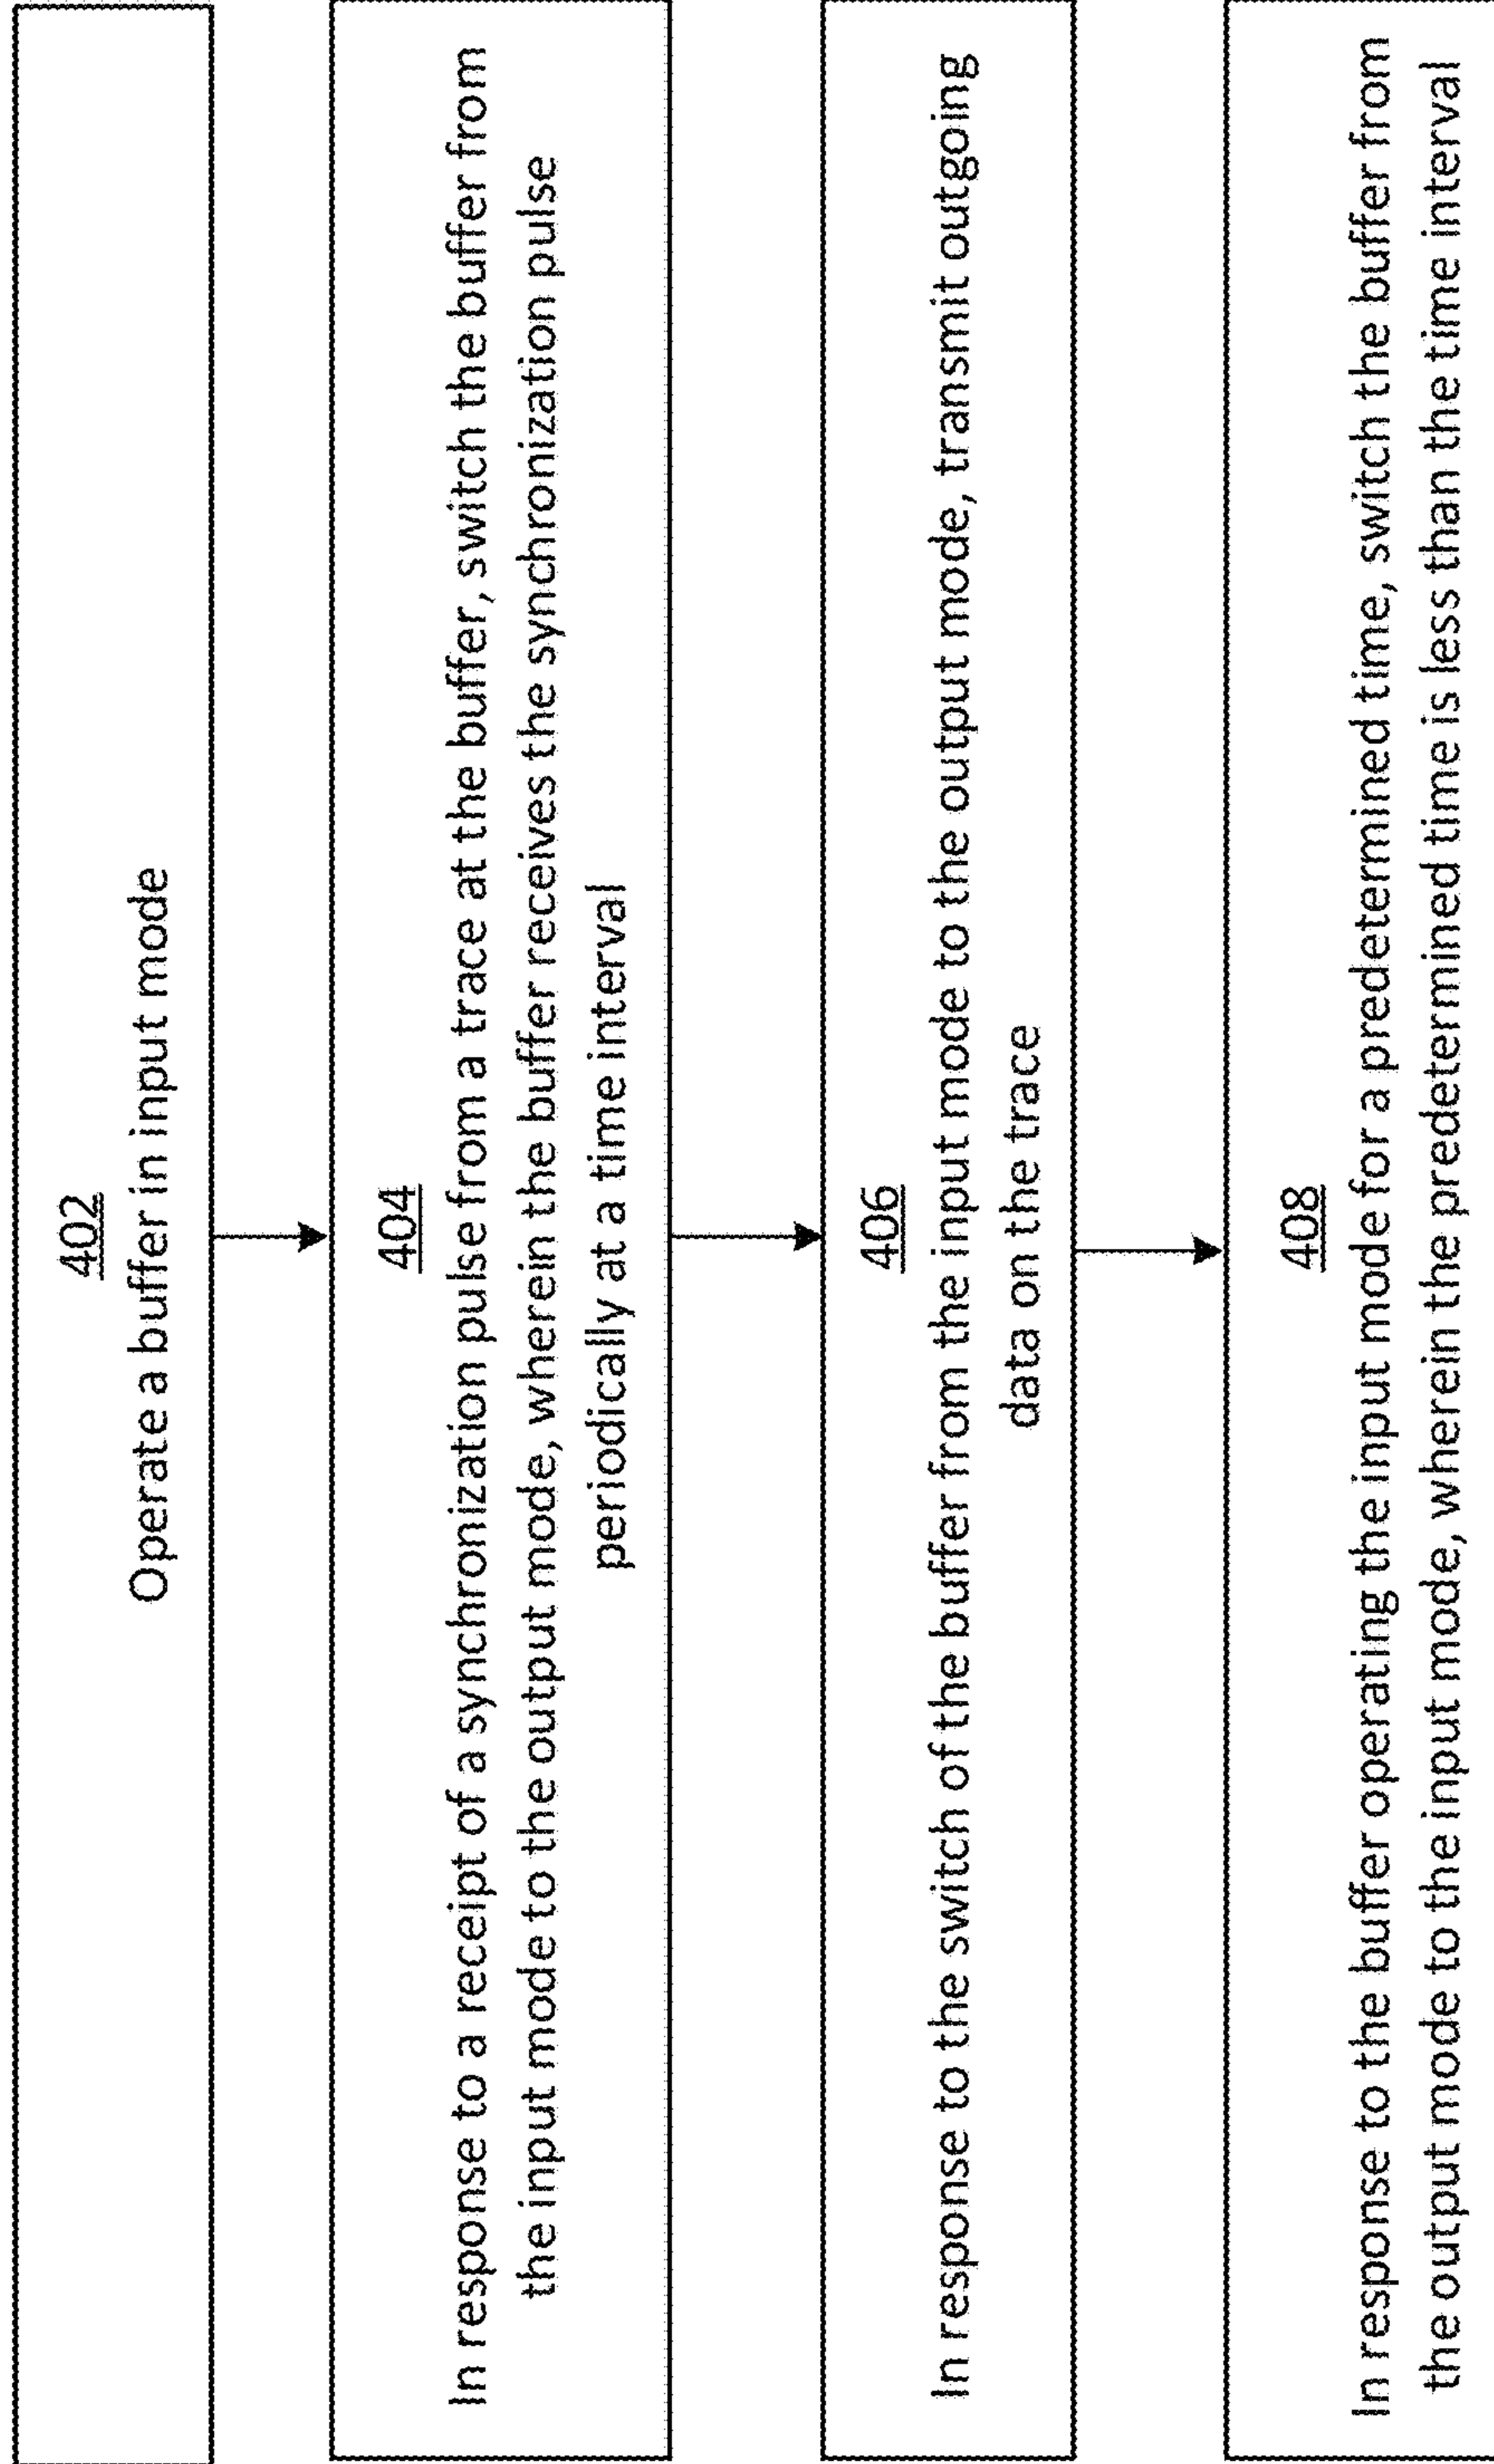 402
Operate a buffer in input mode
404
In response to a receipt of a synchronization pulse from a trace at the buffer, switch the buffer from
the input mode to the output mode, wherein the buffer receives the synchronization pulse
periodically at a time interval
406
In response to the switch of the buffer from the input mode to the output mode, transmit outgoing
data on the trace
408
In response to the buffer operating the input mode for a predetermined time, switch the buffer from
the output mode to the input mode, wherein the predetermined time is less than the time interval